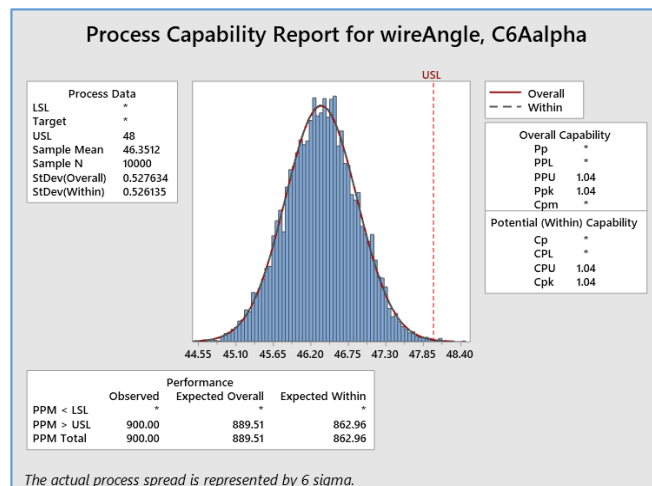 Process Capability Report for wireAngle, C6Aalpha
USL
Process Data
LSL *
Target *
USL 48
Sample Mean 46.3512
Sample N 10000
StDev(Overall) 0.527634
StDev(Within) 0.526135
Overall
Within
Overall Capability
Pp *
PPL *
PPU 1.04
Ppk 1.04
Cpm *
Potential (Within) Capability
Cp *
CPL *
CPU 1.04
Cpk 1.04
44.55 45.10 45.65 46.20 46.75 47.30 47.85 48.40
Performance
Observed Expected Overall Expected Within
PPM < LSL * * *
PPM > USL 900.00 889.51 862.96
PPM Total 900.00 889.51 862.96
The actual process spread is represented by 6 sigma.